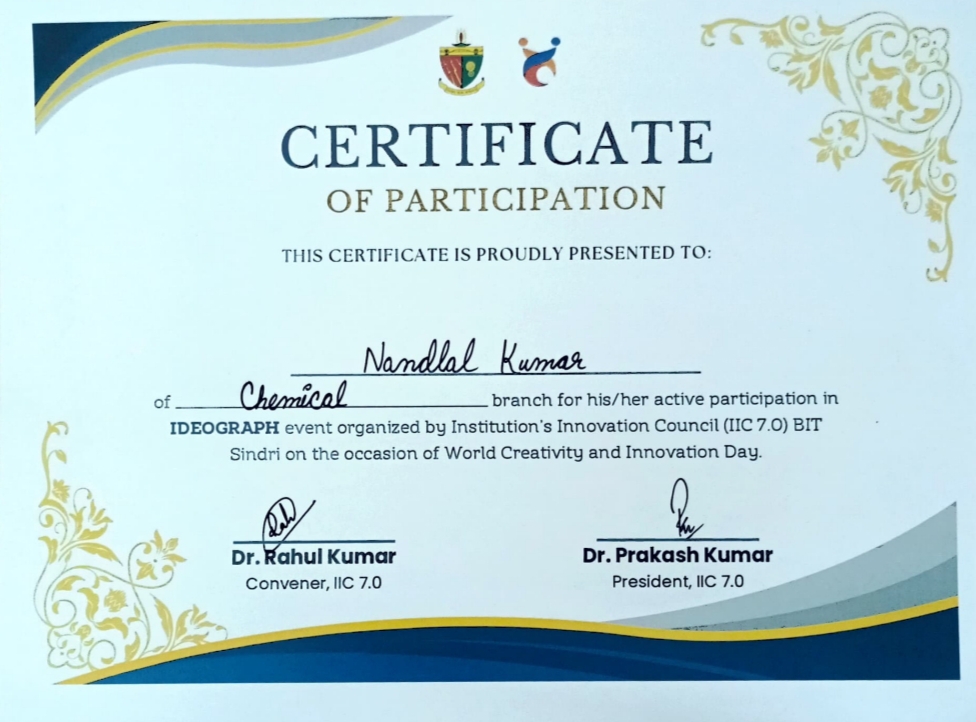 CERTIFICATE
OF PARTICIPATION
THIS CERTIFICATE IS PROUDLY PRESENTED TO:
Nandlal Kumar
of Chemical branch for his/her active participation in
IDEOGRAPH event organized by Institution's Innovation Council (IIC 7.0) BIT
Sindri on the occasion of World Creativity and Innovation Day.
Dr. Rahul Kumar
Convener, IIC 7.0
Dr. Prakash Kumar
President, IIC 7.0